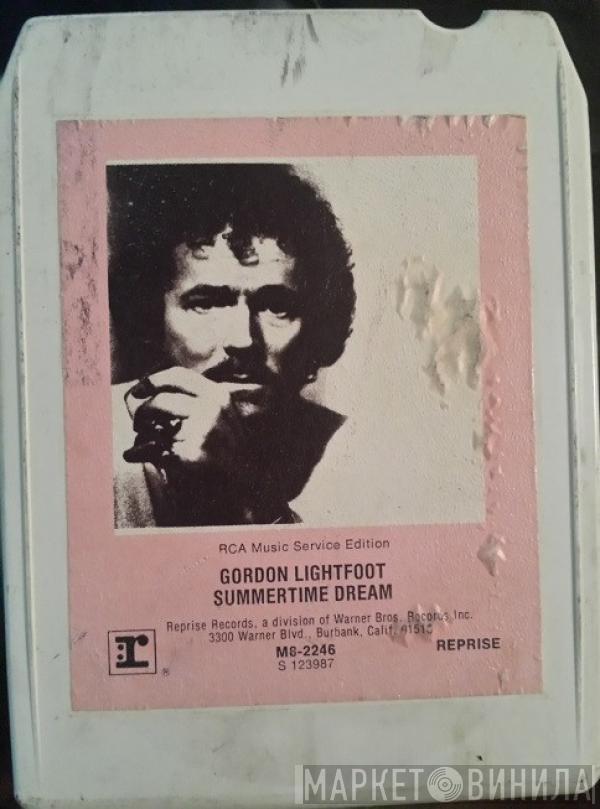 RCA Music Service Edition
GORDON LIGHTFOOT
SUMMERTIME DREAM
Reprise Records, a division of Warner Bros. Records Inc.
3300 Warner Blvd., Burbank, Calif. 91510
M8-2246
S 123987
r
®
REPRISE
МАРКЕТ ВИНИЛА